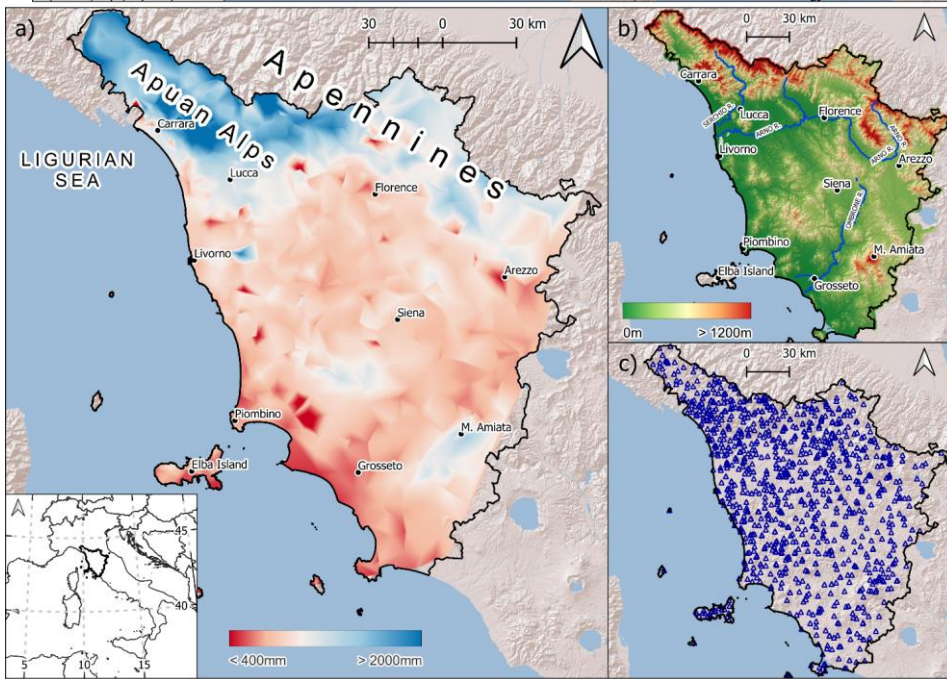 a)
30 0 30 km
Apennines
Apuan Alps
Carrara
LIGURIAN
SEA
Lucca
Florence
Livorno
Arezzo
Siena
Piombino
M. Amiata
Elba Island
Grosseto
45
40
5 10 15
< 400mm > 2000mm
b)
0 30 km
Carrara
SERCHIO R.
Lucca
Florence
ARNO R.
ARNO R.
ARNO R.
Livorno
Arezzo
Siena
OMBRONE R.
Piombino
M. Amiata
Elba Island
Grosseto
0m > 1200m
c)
0 30 km